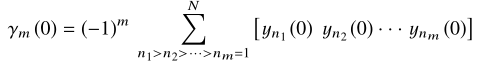 γ_m (0) = (−1)^m ∑_{n_1>n_2>⋯>n_m=1}^{N} [y_{n_1}(0) y_{n_2}(0) ⋯ y_{n_m}(0)]